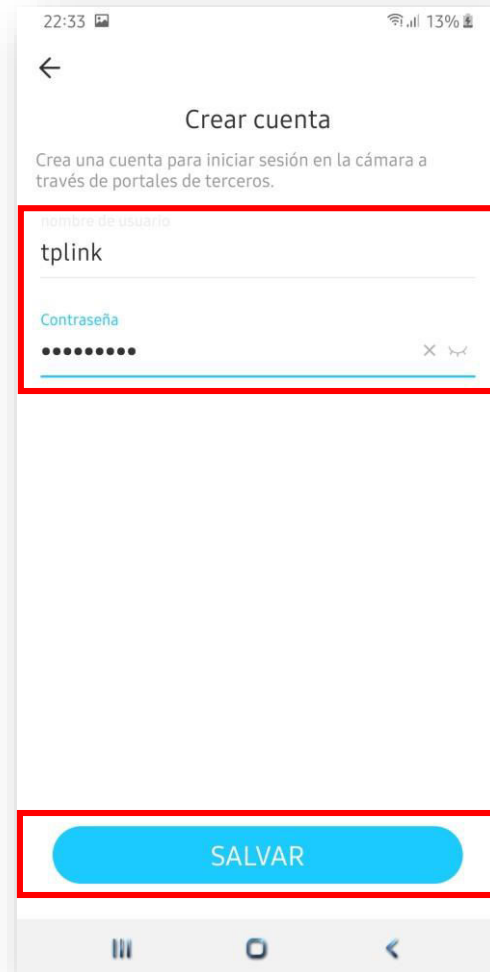 22:33 13%
Crear cuenta
Crea una cuenta para iniciar sesión en la cámara a
través de portales de terceros.
nombre de usuario
tplink
Contraseña
•••••••••
SALVAR